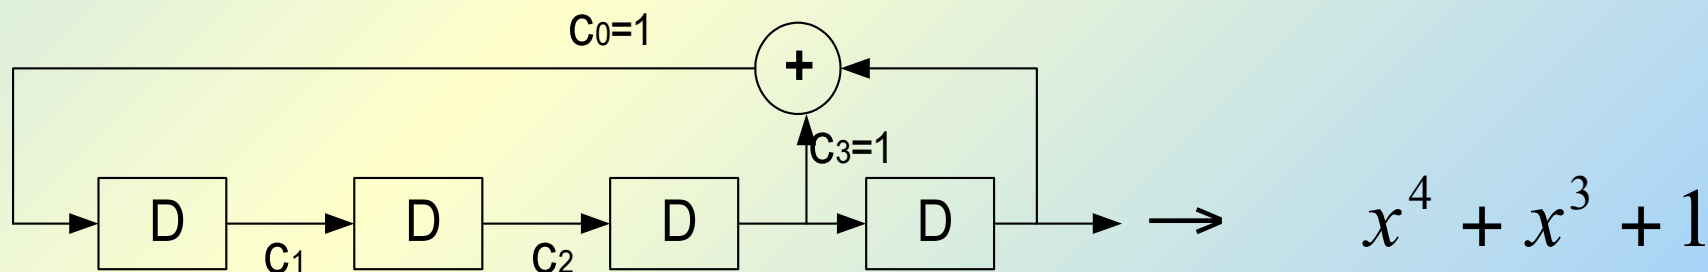 c₀=1
+
c₃=1
D D D D → x⁴ + x³ + 1
c₁ c₂